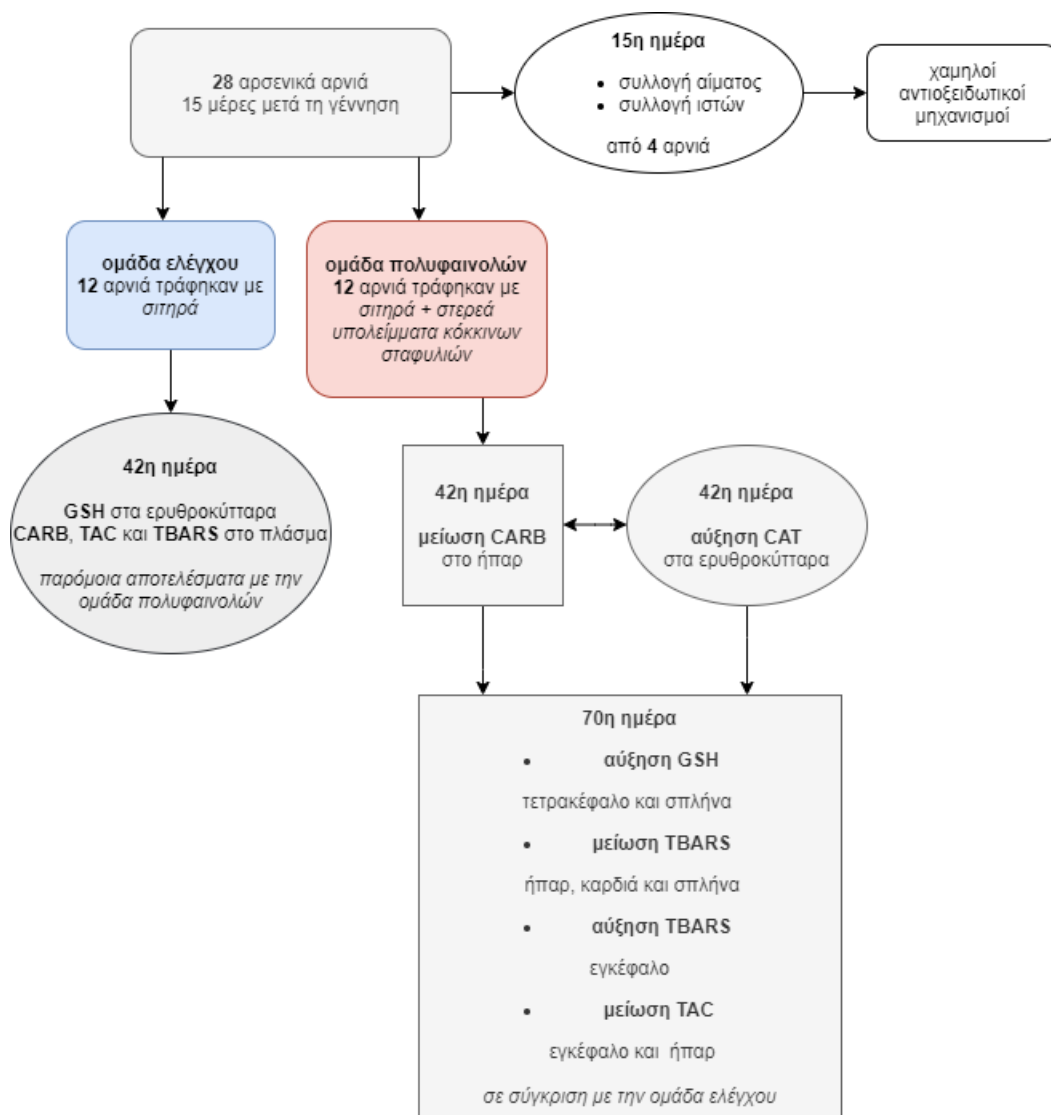 28 αρσενικά αρνιά
15 μέρες μετά τη γέννηση
15η ημέρα
• συλλογή αίματος
• συλλογή ιστών
από 4 αρνιά
χαμηλοί
αντιοξειδωτικοί
μηχανισμοί
ομάδα ελέγχου
12 αρνιά τράφηκαν με
σιτηρά
ομάδα πολυφαινολών
12 αρνιά τράφηκαν με
σιτηρά + στερεά
υπολείμματα κόκκινων
σταφυλιών
42η ημέρα
GSH στα ερυθροκύτταρα
CARB, TAC και TBARS στο πλάσμα
παρόμοια αποτελέσματα με την
ομάδα πολυφαινολών
42η ημέρα
μείωση CARB
στο ήπαρ
42η ημέρα
αύξηση CAT
στα ερυθροκύτταρα
70η ημέρα
• αύξηση GSH
τετρακέφαλο και σπλήνα
• μείωση TBARS
ήπαρ, καρδιά και σπλήνα
• αύξηση TBARS
εγκέφαλο
• μείωση TAC
εγκέφαλο και ήπαρ
σε σύγκριση με την ομάδα ελέγχου